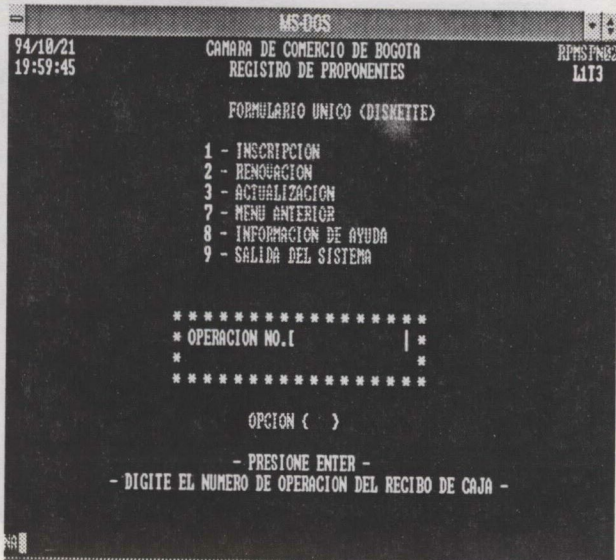 MS-DOS
94/10/21 CAMARA DE COMERCIO DE BOGOTA RPMSPN02
19:59:45 REGISTRO DE PROPONENTES L1T3
FORMULARIO UNICO (DISKETTE)
1 - INSCRIPCION
2 - RENOVACION
3 - ACTUALIZACION
7 - MENU ANTERIOR
8 - INFORMACION DE AYUDA
9 - SALIDA DEL SISTEMA
* * * * * * * * * * * * * * * * *
* OPERACION NO.[ ] *
* *
* * * * * * * * * * * * * * * * *
OPCION ( )
- PRESIONE ENTER -
- DIGITE EL NUMERO DE OPERACION DEL RECIBO DE CAJA -
NA